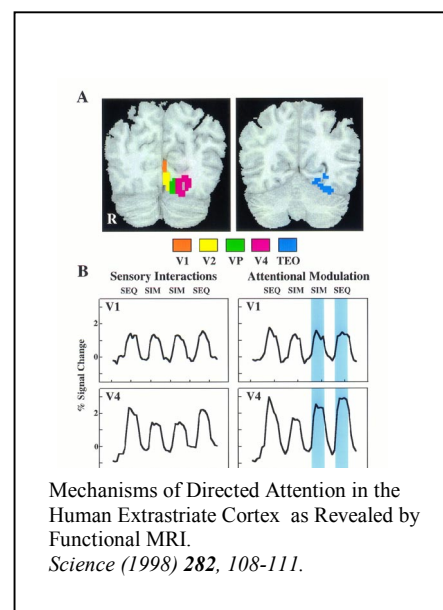 A
R
V1 V2 VP V4 TEO
B
Sensory Interactions Attentional Modulation
SEQ SIM SIM SEQ SEQ SIM SIM SEQ
V1 V1
2
0
% Signal Change
V4 V4
2
0
Mechanisms of Directed Attention in the
Human Extrastriate Cortex as Revealed by
Functional MRI.
Science (1998) 282, 108-111.